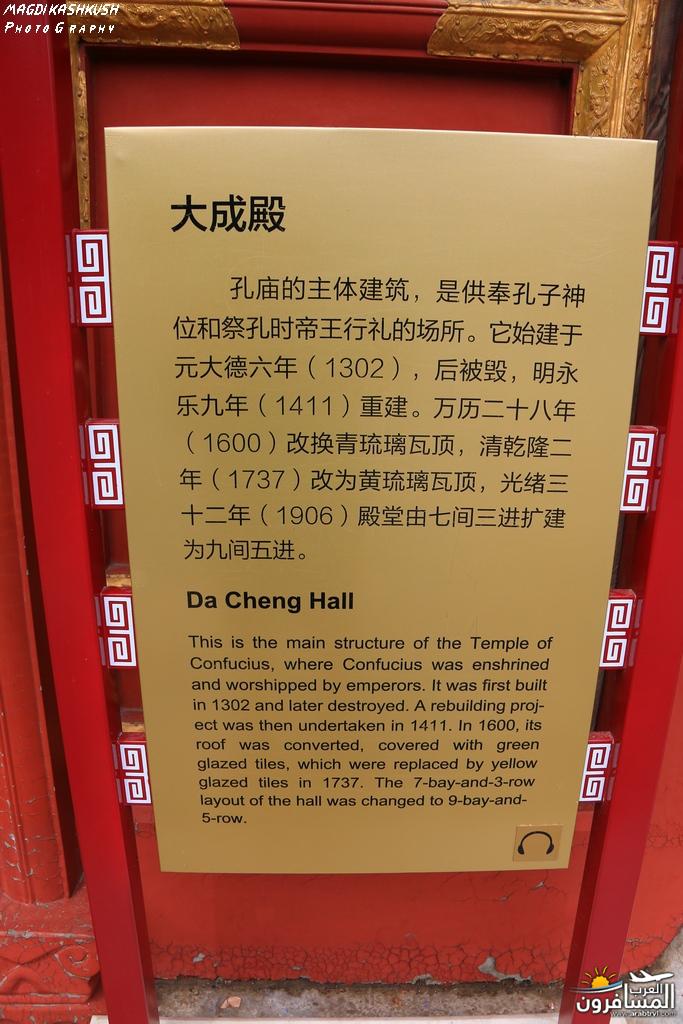 MAGDI KASHKUSH
PHOTOGRAPHY
大成殿
孔庙的主体建筑，是供奉孔子神
位和祭孔时帝王行礼的场所。它始建于
元大德六年（1302），后被毁，明永
乐九年（1411）重建。万历二十八年
（1600）改换青琉璃瓦顶，清乾隆二
年（1737）改为黄琉璃瓦顶，光绪三
十二年（1906）殿堂由七间三进扩建
为九间五进。
Da Cheng Hall
This is the main structure of the Temple of
Confucius, where Confucius was enshrined
and worshipped by emperors. It was first built
in 1302 and later destroyed. A rebuilding proj-
ect was then undertaken in 1411. In 1600, its
roof was converted, covered with green
glazed tiles, which were replaced by yellow
glazed tiles in 1737. The 7-bay-and-3-row
layout of the hall was changed to 9-bay-and-
5-row.
العرب
المسافرون
www.arabtrvl.com